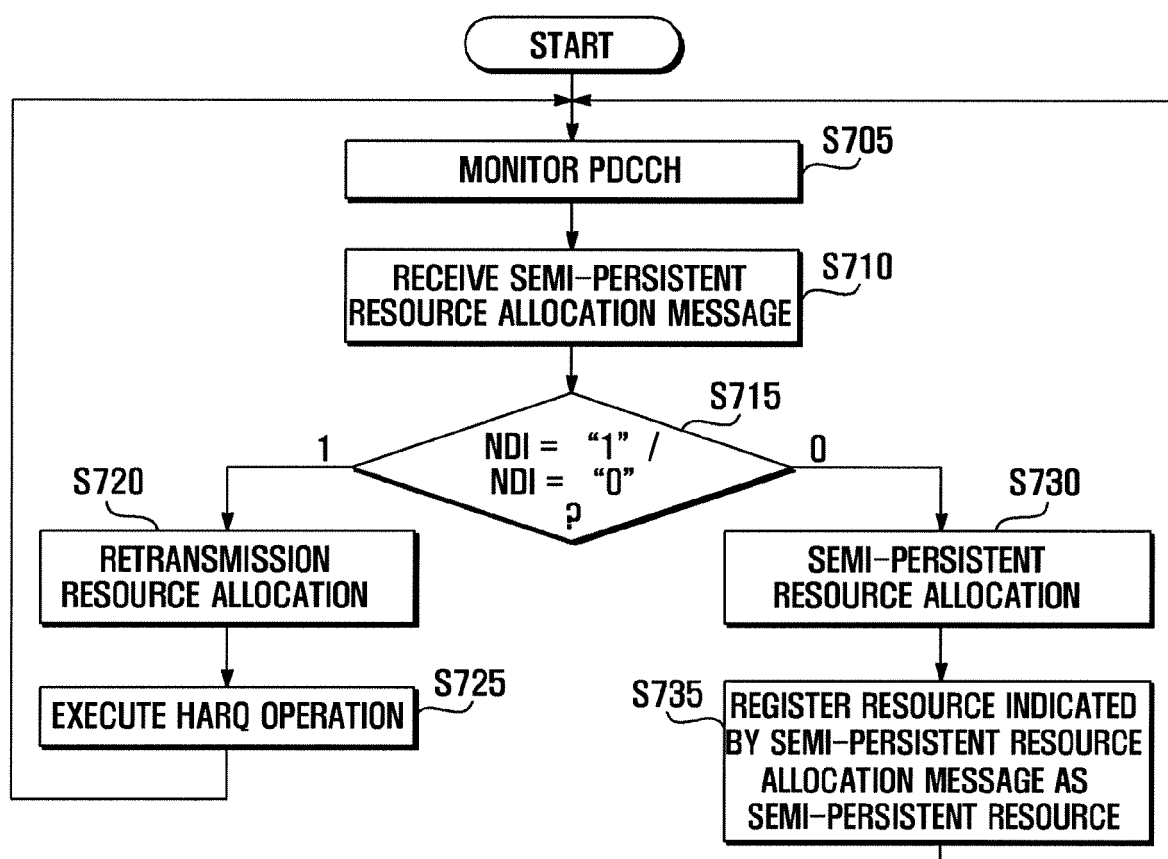 START
S705
MONITOR PDCCH
S710
RECEIVE SEMI-PERSISTENT
RESOURCE ALLOCATION MESSAGE
S715
1
NDI = “1” /
NDI = “0”
?
0
S720
RETRANSMISSION
RESOURCE ALLOCATION
S730
SEMI-PERSISTENT
RESOURCE ALLOCATION
S725
EXECUTE HARQ OPERATION
S735
REGISTER RESOURCE INDICATED
BY SEMI-PERSISTENT RESOURCE
ALLOCATION MESSAGE AS
SEMI-PERSISTENT RESOURCE